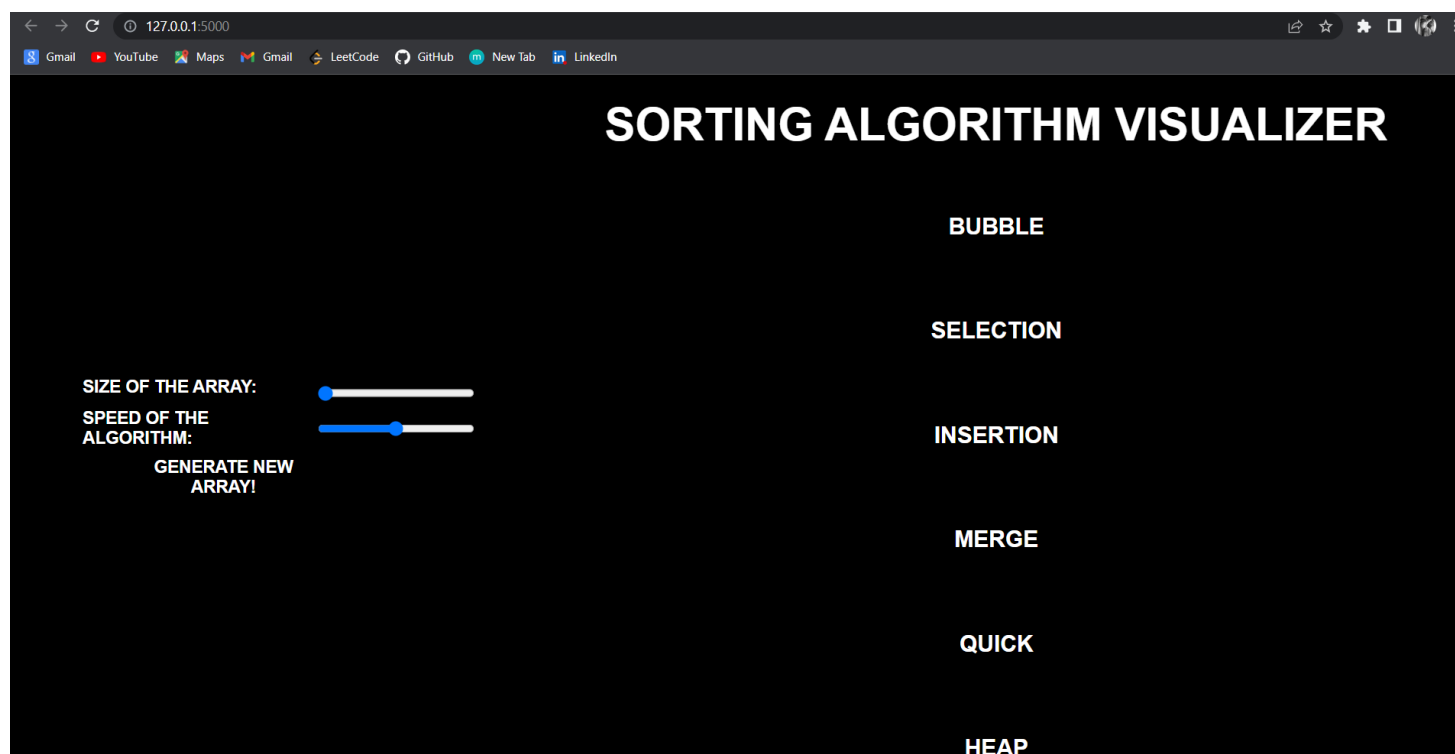 127.0.0.1:5000
Gmail YouTube Maps Gmail LeetCode GitHub New Tab LinkedIn
SORTING ALGORITHM VISUALIZER
BUBBLE
SELECTION
SIZE OF THE ARRAY:
SPEED OF THE
ALGORITHM:
INSERTION
GENERATE NEW
ARRAY!
MERGE
QUICK
HEAP